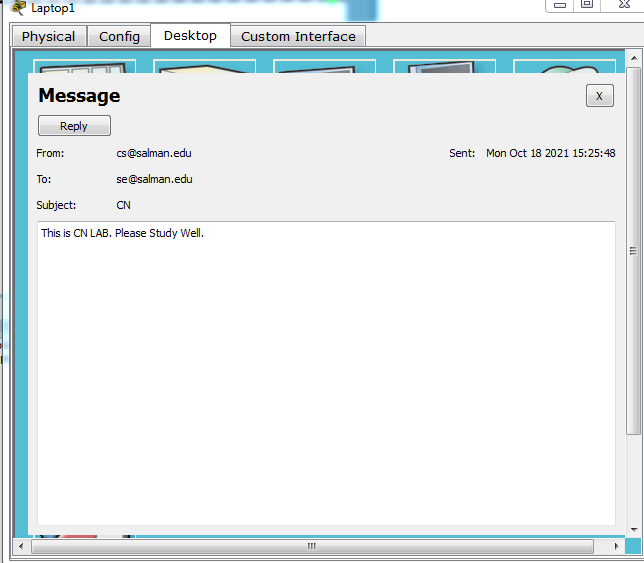 Laptop1
Physical Config Desktop Custom Interface
Message
X
Reply
From: cs@salman.edu Sent: Mon Oct 18 2021 15:25:48
To: se@salman.edu
Subject: CN
This is CN LAB. Please Study Well.